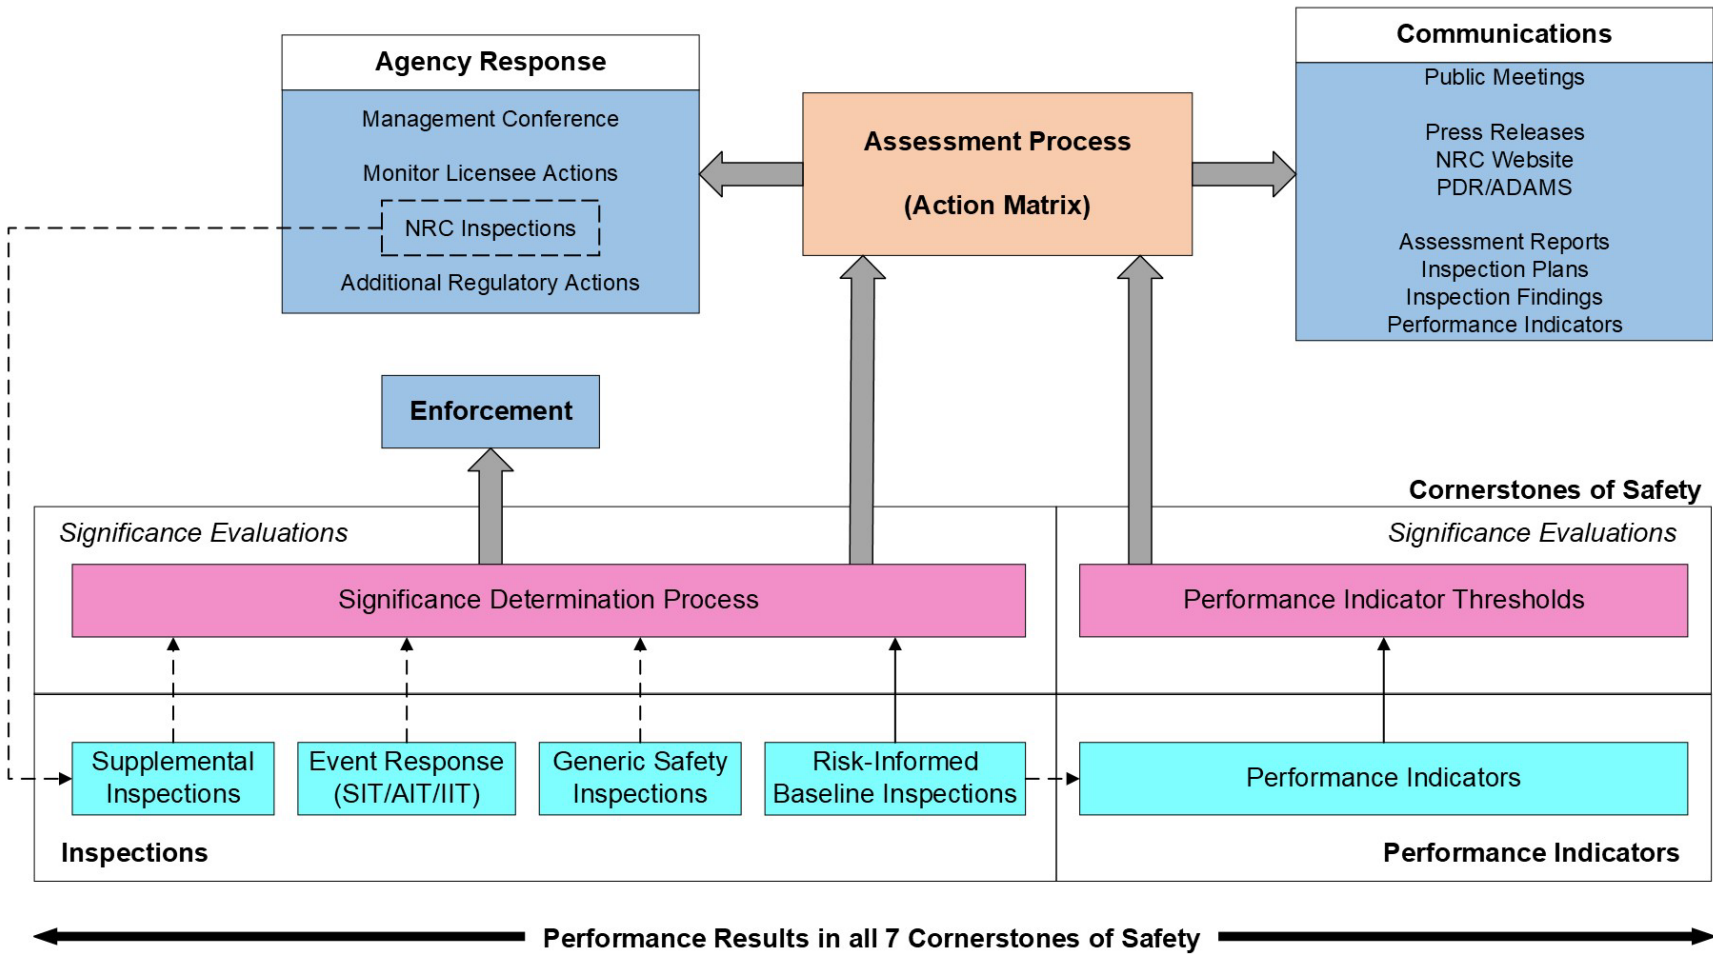 Agency Response
Management Conference
Monitor Licensee Actions
NRC Inspections
Additional Regulatory Actions
Assessment Process
(Action Matrix)
Communications
Public Meetings
Press Releases
NRC Website
PDR/ADAMS
Assessment Reports
Inspection Plans
Inspection Findings
Performance Indicators
Enforcement
Cornerstones of Safety
Significance Evaluations
Significance Evaluations
Significance Determination Process
Performance Indicator Thresholds
Supplemental
Inspections
Event Response
(SIT/AIT/IIT)
Generic Safety
Inspections
Risk-Informed
Baseline Inspections
Performance Indicators
Inspections
Performance Indicators
Performance Results in all 7 Cornerstones of Safety